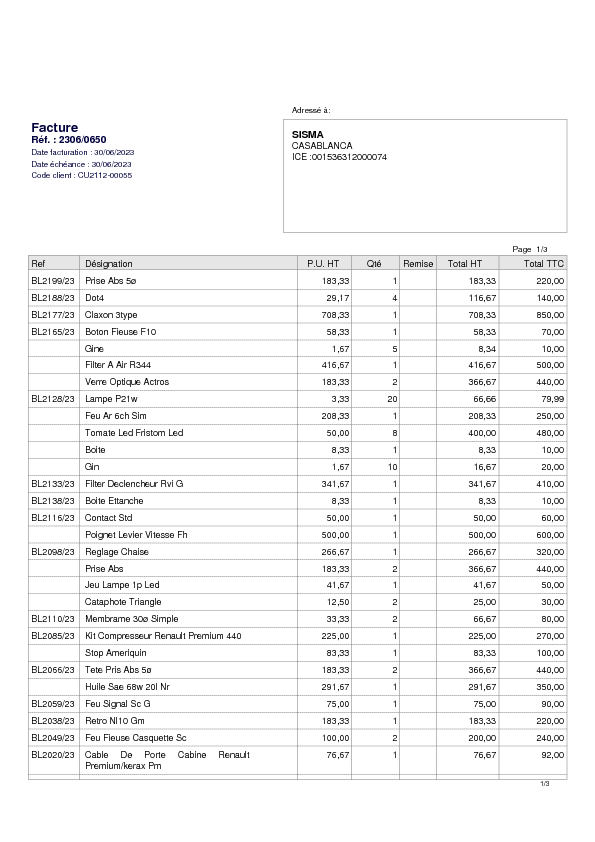 Adressé à:
Facture
Réf. : 2306/0650
Date facturation : 30/06/2023
Date échéance : 30/06/2023
Code client : CU2112-00055
SISMA
CASABLANCA
ICE :001536312000074
Page 1/3
Ref Désignation P.U. HT Qté Remise Total HT Total TTC
BL2199/23 Prise Abs 5ø 183,33 1 183,33 220,00
BL2188/23 Dot4 29,17 4 116,67 140,00
BL2177/23 Claxon 3type 708,33 1 708,33 850,00
BL2165/23 Boton Fleuse F10 58,33 1 58,33 70,00
Gine 1,67 5 8,34 10,00
Filter A Air R344 416,67 1 416,67 500,00
Verre Optique Actros 183,33 2 366,67 440,00
BL2128/23 Lampe P21w 3,33 20 66,66 79,99
Feu Ar 6ch Sim 208,33 1 208,33 250,00
Tomate Led Fristom Led 50,00 8 400,00 480,00
Boite 8,33 1 8,33 10,00
Gin 1,67 10 16,67 20,00
BL2133/23 Filter Declencheur Rvi G 341,67 1 341,67 410,00
BL2138/23 Boite Ettanche 8,33 1 8,33 10,00
BL2116/23 Contact Std 50,00 1 50,00 60,00
Poignet Levier Vitesse Fh 500,00 1 500,00 600,00
BL2098/23 Reglage Chaise 266,67 1 266,67 320,00
Prise Abs 183,33 2 366,67 440,00
Jeu Lampe 1p Led 41,67 1 41,67 50,00
Cataphote Triangle 12,50 2 25,00 30,00
BL2110/23 Membrame 30ø Simple 33,33 2 66,67 80,00
BL2085/23 Kit Compresseur Renault Premium 440 225,00 1 225,00 270,00
Stop Ameriquin 83,33 1 83,33 100,00
BL2066/23 Tete Pris Abs 5ø 183,33 2 366,67 440,00
Huile Sae 68w 20l Nr 291,67 1 291,67 350,00
BL2059/23 Feu Signal Sc G 75,00 1 75,00 90,00
BL2038/23 Retro Nl10 Gm 183,33 1 183,33 220,00
BL2049/23 Feu Fleuse Casquette Sc 100,00 2 200,00 240,00
BL2020/23 Cable De Porte Cabine Renault 76,67 1 76,67 92,00
Premium/kerax Pm
1/3